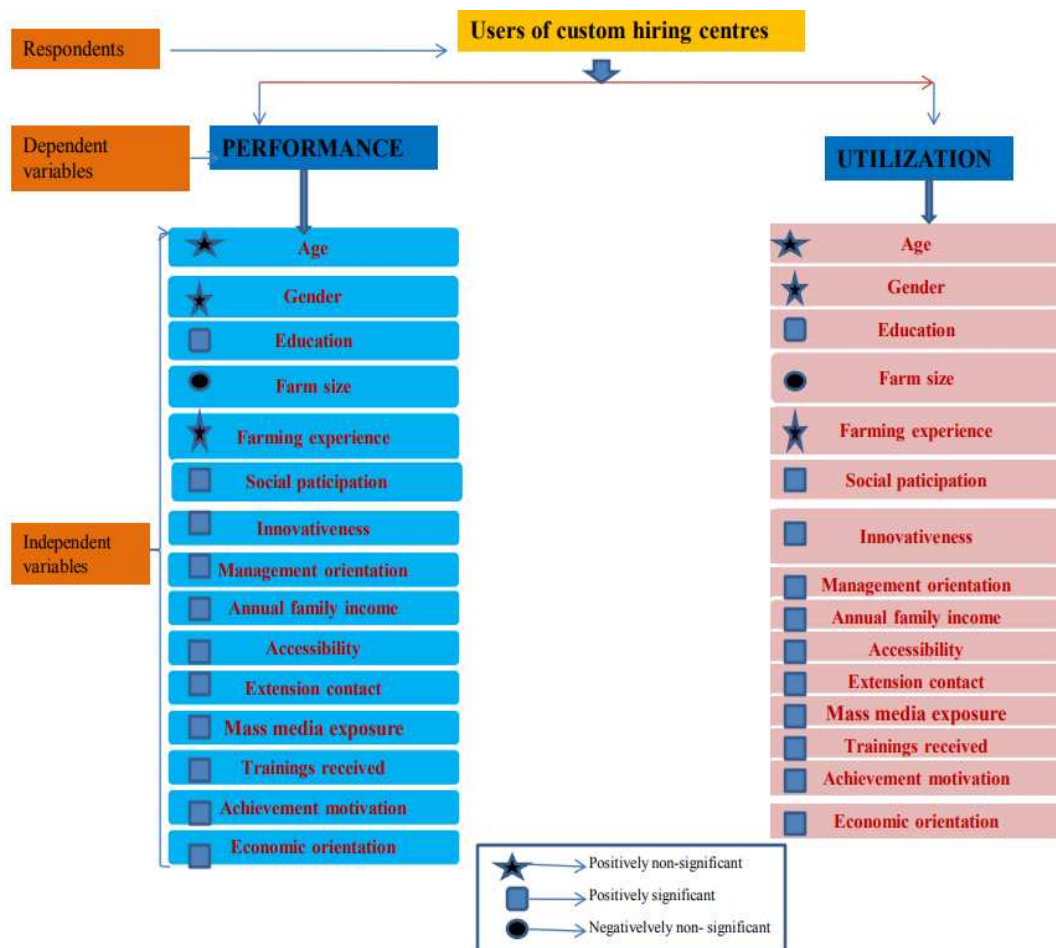 Users of custom hiring centres
Respondents
Dependent
variables
PERFORMANCE
UTILIZATION
Independent
variables
Age
Gender
Education
Farm size
Farming experience
Social paticipation
Innovativeness
Management orientation
Annual family income
Accessibility
Extension contact
Mass media exposure
Trainings received
Achievement motivation
Economic orientation
Age
Gender
Education
Farm size
Farming experience
Social paticipation
Innovativeness
Management orientation
Annual family income
Accessibility
Extension contact
Mass media exposure
Trainings received
Achievement motivation
Economic orientation
Positively non-significant
Positively significant
Negativelvely non- significant